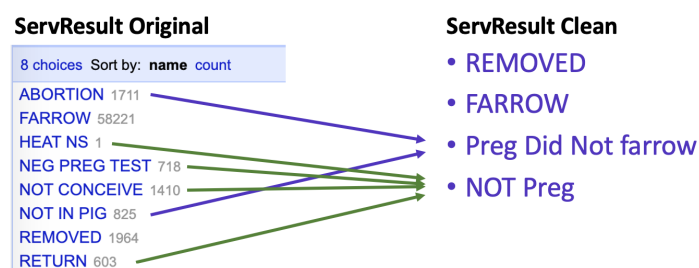 ServResult Original
8 choices Sort by: name count
ABORTION 1711
FARROW 58221
HEAT NS 1
NEG PREG TEST 718
NOT CONCEIVE 1410
NOT IN PIG 825
REMOVED 1964
RETURN 603
ServResult Clean
• REMOVED
• FARROW
• Preg Did Not farrow
• NOT Preg